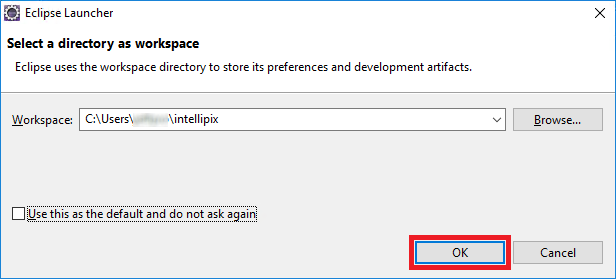 Eclipse Launcher
Select a directory as workspace
Eclipse uses the workspace directory to store its preferences and development artifacts.
Workspace: C:\Users\ \intellipix Browse...
Use this as the default and do not ask again
OK Cancel